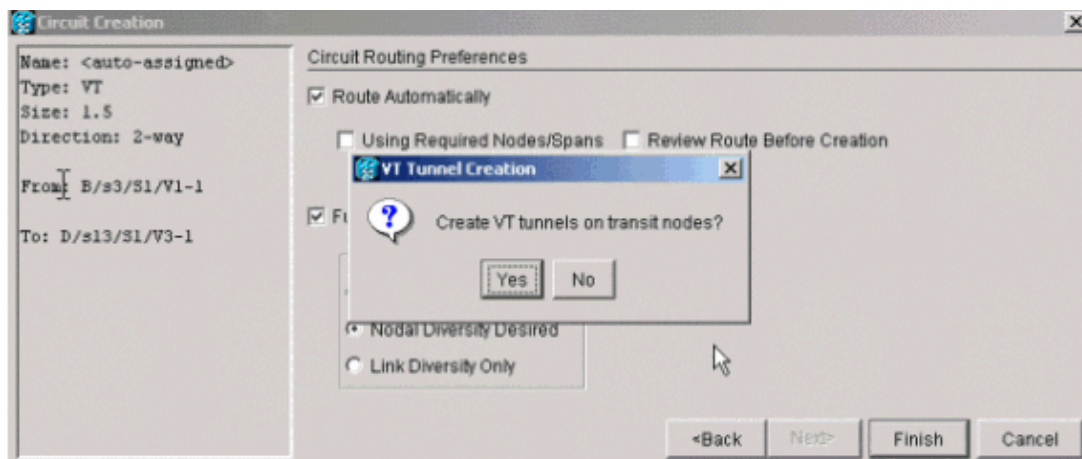 Circuit Creation
Name: <auto-assigned>
Type: VT
Size: 1.5
Direction: 2-way
From: B/s3/S1/V1-1
To: D/s13/S1/V3-1
Circuit Routing Preferences
Route Automatically
Using Required Nodes/Spans
Review Route Before Creation
VT Tunnel Creation
Create VT tunnels on transit nodes?
Yes
No
Nodal Diversity Desired
Link Diversity Only
<Back
Next>
Finish
Cancel